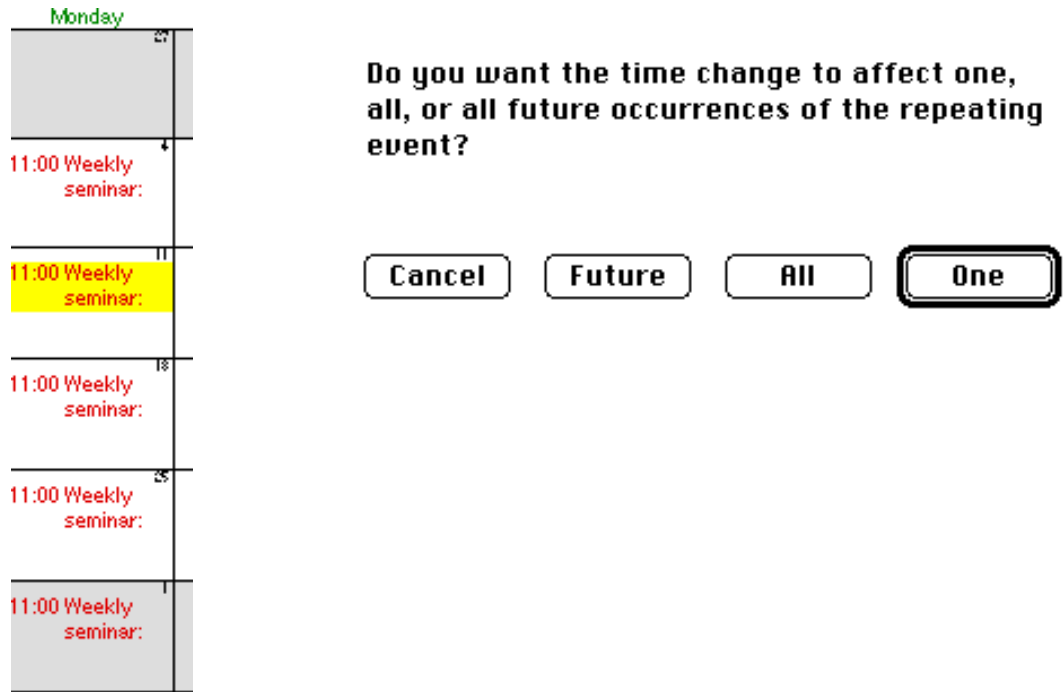 Monday
27
4
11:00 Weekly
seminar:
11
11:00 Weekly
seminar:
18
11:00 Weekly
seminar:
25
11:00 Weekly
seminar:
1
11:00 Weekly
seminar:
Do you want the time change to affect one,
all, or all future occurrences of the repeating
event?
Cancel Future All One